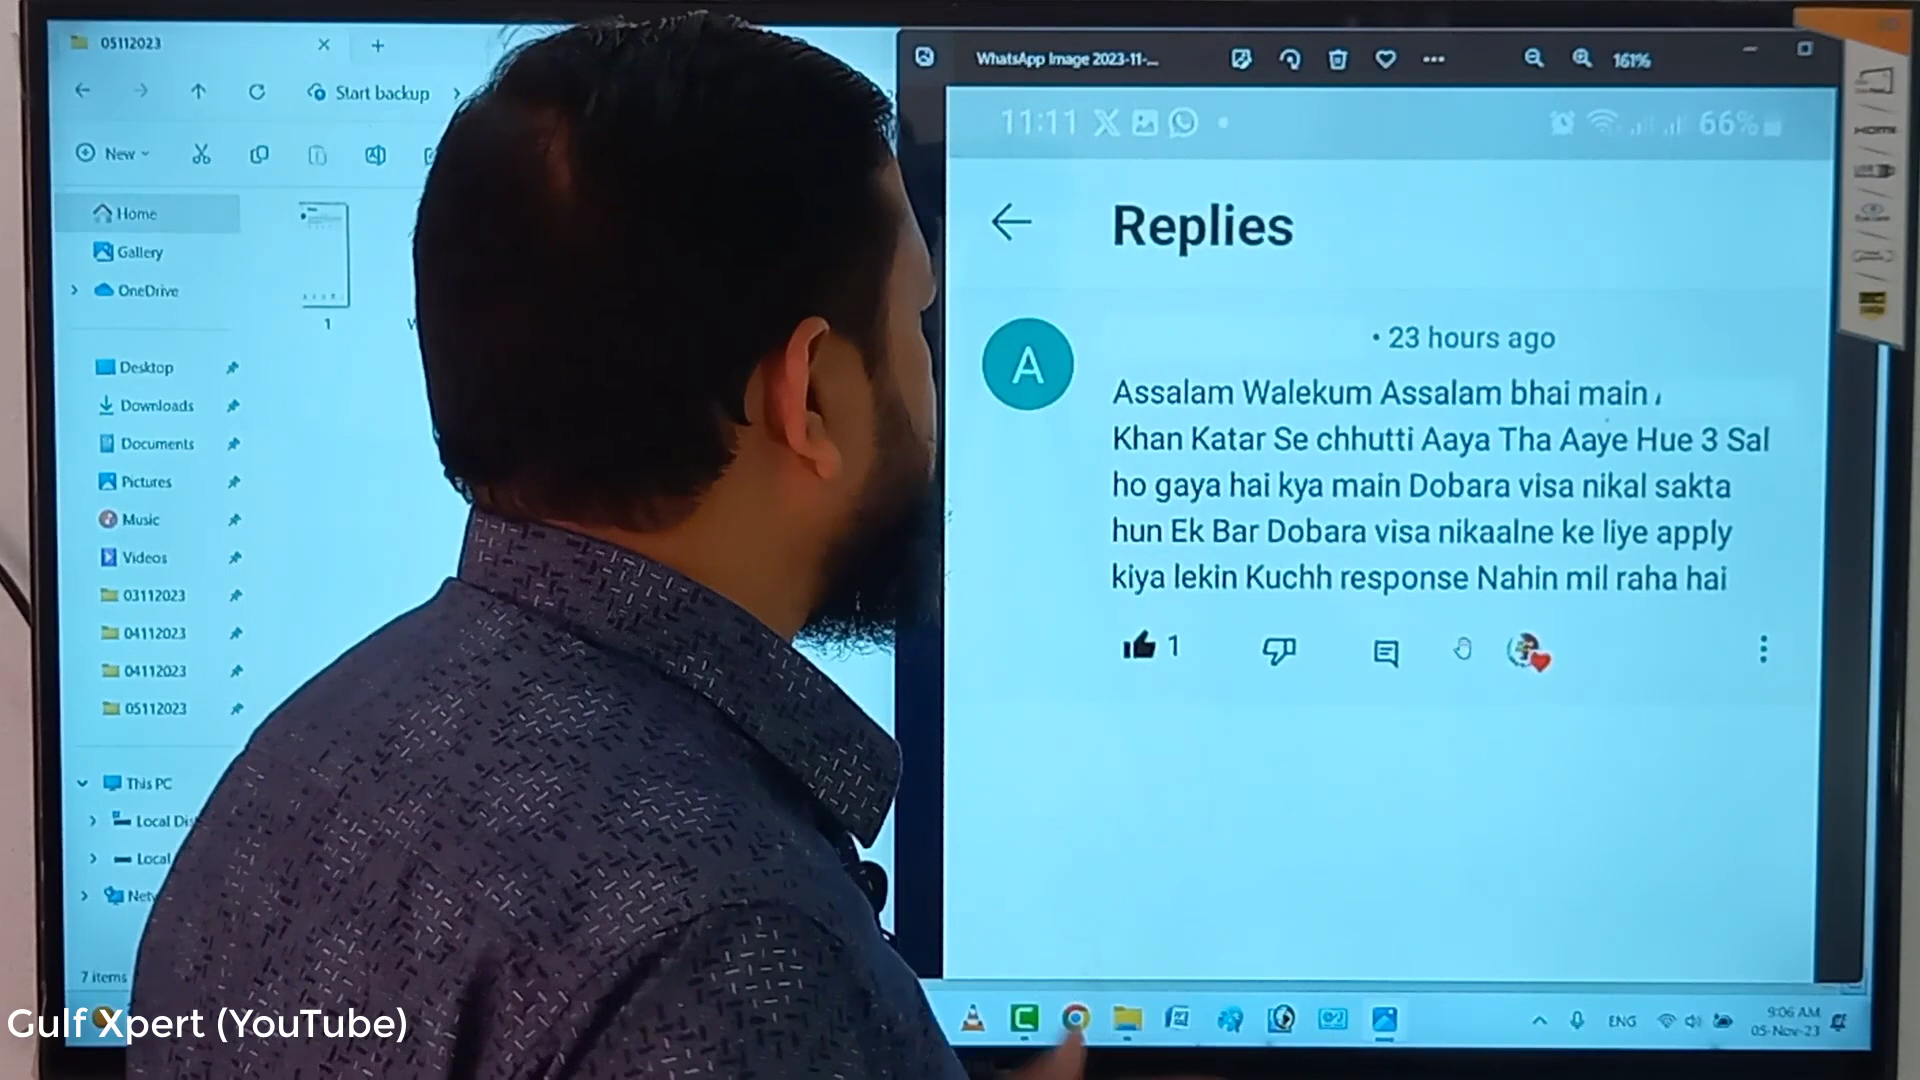 05112023
Start backup
New
Home
Gallery
OneDrive
1
Desktop
Downloads
Documents
Pictures
Music
Videos
03112023
04112023
04112023
05112023
This PC
Local
Local
7 items
WhatsApp Image 2023-11-...
161%
11:11
66%
Replies
A
• 23 hours ago
Assalam Walekum Assalam bhai main
Khan Katar Se chhutti Aaya Tha Aaye Hue 3 Sal
ho gaya hai kya main Dobara visa nikal sakta
hun Ek Bar Dobara visa nikaalne ke liye apply
kiya lekin Kuchh response Nahin mil raha hai
1
ENG
9:06 AM
05-Nov-23
HDMI
Gulf Xpert (YouTube)